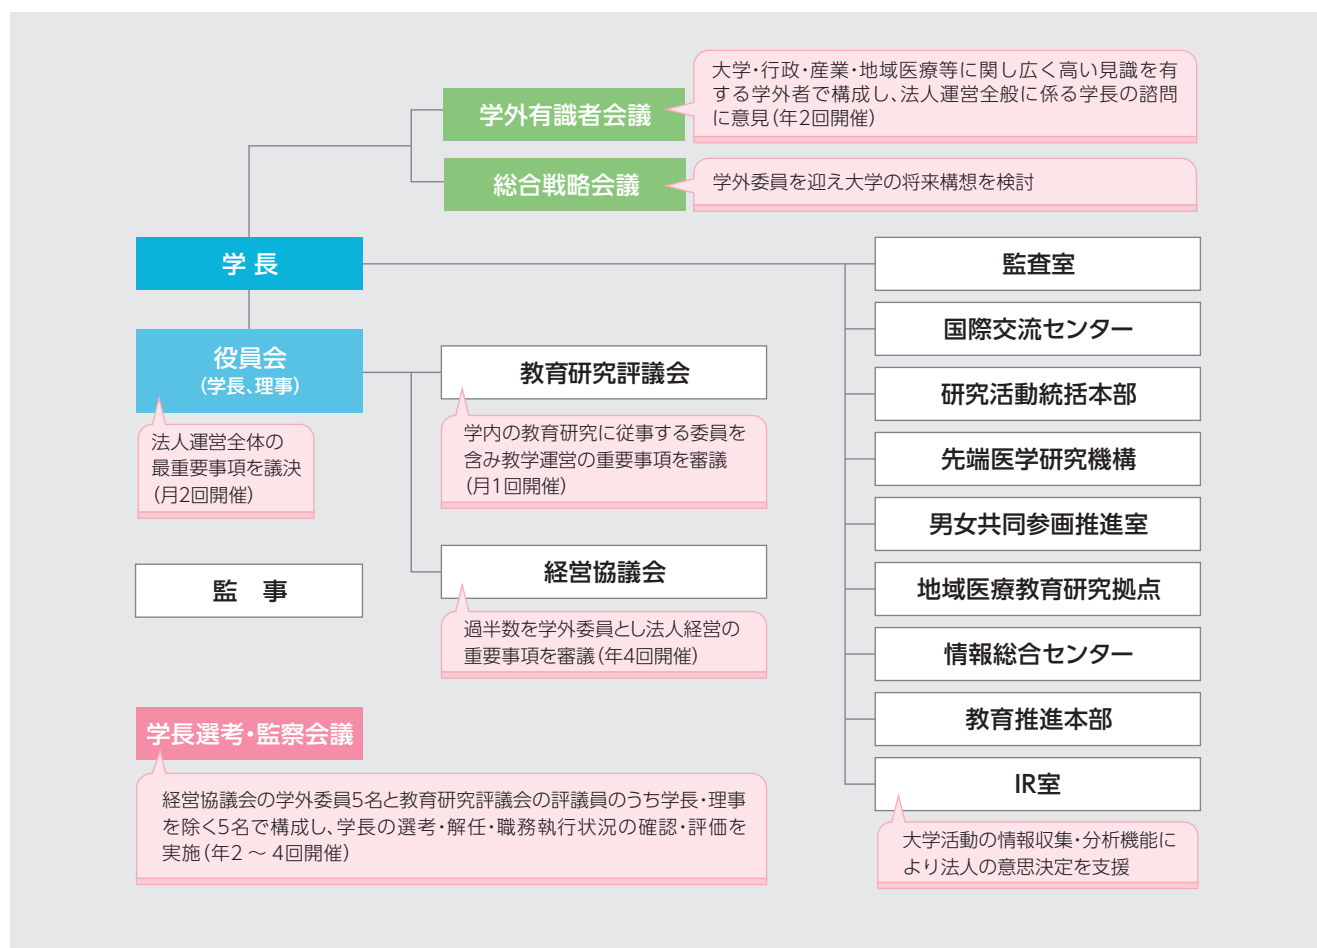 学外有識者会議
大学・行政・産業・地域医療等に関し広く高い見識を有
する学外者で構成し、法人運営全般に係る学長の諮問
に意見（年2回開催）
総合戦略会議
学外委員を迎え大学の将来構想を検討
学 長
役員会
（学長、理事）
法人運営全体の
最重要事項を議決
（月2回開催）
教育研究評議会
学内の教育研究に従事する委員を
含み教学運営の重要事項を審議
（月1回開催）
経営協議会
過半数を学外委員とし法人経営の
重要事項を審議（年4回開催）
監　事
学長選考・監察会議
経営協議会の学外委員5名と教育研究評議会の評議員のうち学長・理事
を除く5名で構成し、学長の選考・解任・職務執行状況の確認・評価を
実施（年2 ～ 4回開催）
監査室
国際交流センター
研究活動統括本部
先端医学研究機構
男女共同参画推進室
地域医療教育研究拠点
情報総合センター
教育推進本部
IR室
大学活動の情報収集・分析機能に
より法人の意思決定を支援